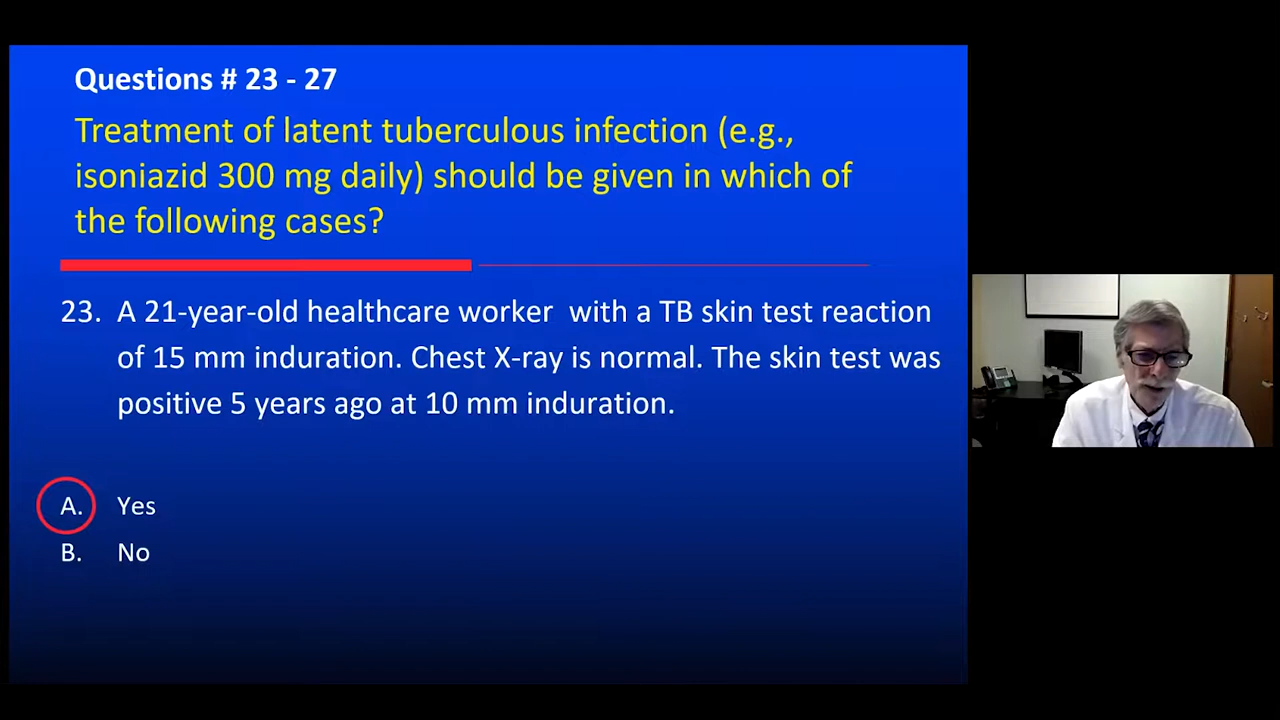 Questions # 23 - 27
Treatment of latent tuberculous infection (e.g.,
isoniazid 300 mg daily) should be given in which of
the following cases?
23. A 21-year-old healthcare worker with a TB skin test reaction
of 15 mm induration. Chest X-ray is normal. The skin test was
positive 5 years ago at 10 mm induration.
A. Yes
B. No